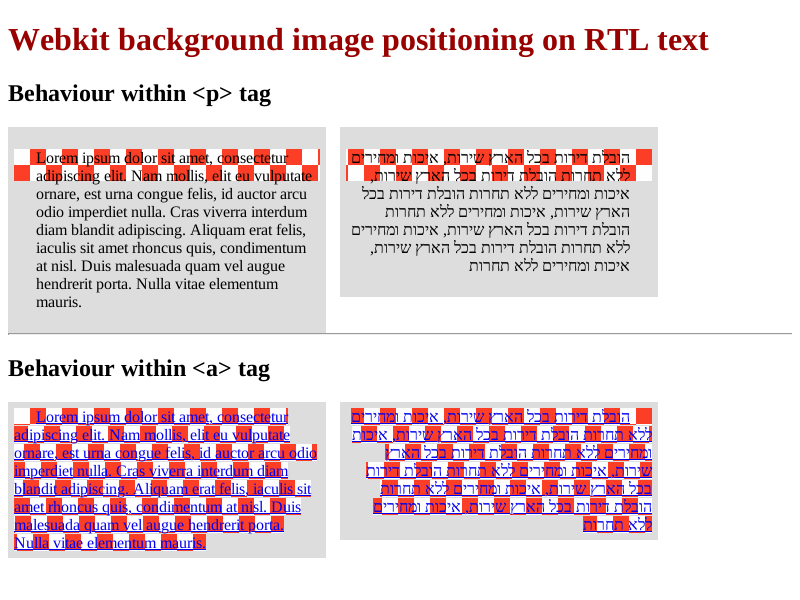 Webkit background image positioning on RTL text
Behaviour within <p> tag
Lorem ipsum dolor sit amet, consectetur
adipiscing elit. Nam mollis, elit eu vulputate
ornare, est urna congue felis, id auctor arcu
odio imperdiet nulla. Cras viverra interdum
diam blandit adipiscing. Aliquam erat felis,
iaculis sit amet rhoncus quis, condimentum
at nisl. Duis malesuada quam vel augue
hendrerit porta. Nulla vitae elementum
mauris.
הובלת דירות בכל הארץ שירות, איכות ומחירים
ללא תחרות הובלת דירות בכל הארץ שירות,
איכות ומחירים ללא תחרות הובלת דירות בכל
הארץ שירות, איכות ומחירים ללא תחרות
הובלת דירות בכל הארץ שירות, איכות ומחירים
ללא תחרות הובלת דירות בכל הארץ שירות,
איכות ומחירים ללא תחרות
Behaviour within <a> tag
Lorem ipsum dolor sit amet, consectetur
adipiscing elit. Nam mollis, elit eu vulputate
ornare, est urna congue felis, id auctor arcu odio
imperdiet nulla. Cras viverra interdum diam
blandit adipiscing. Aliquam erat felis, iaculis sit
amet rhoncus quis, condimentum at nisl. Duis
malesuada quam vel augue hendrerit porta.
Nulla vitae elementum mauris.
הובלת דירות בכל הארץ שירות, איכות ומחירים
ללא תחרות הובלת דירות בכל הארץ שירות, איכות
ומחירים ללא תחרות הובלת דירות בכל הארץ
שירות, איכות ומחירים ללא תחרות הובלת דירות
בכל הארץ שירות, איכות ומחירים ללא תחרות
הובלת דירות בכל הארץ שירות, איכות ומחירים
ללא תחרות